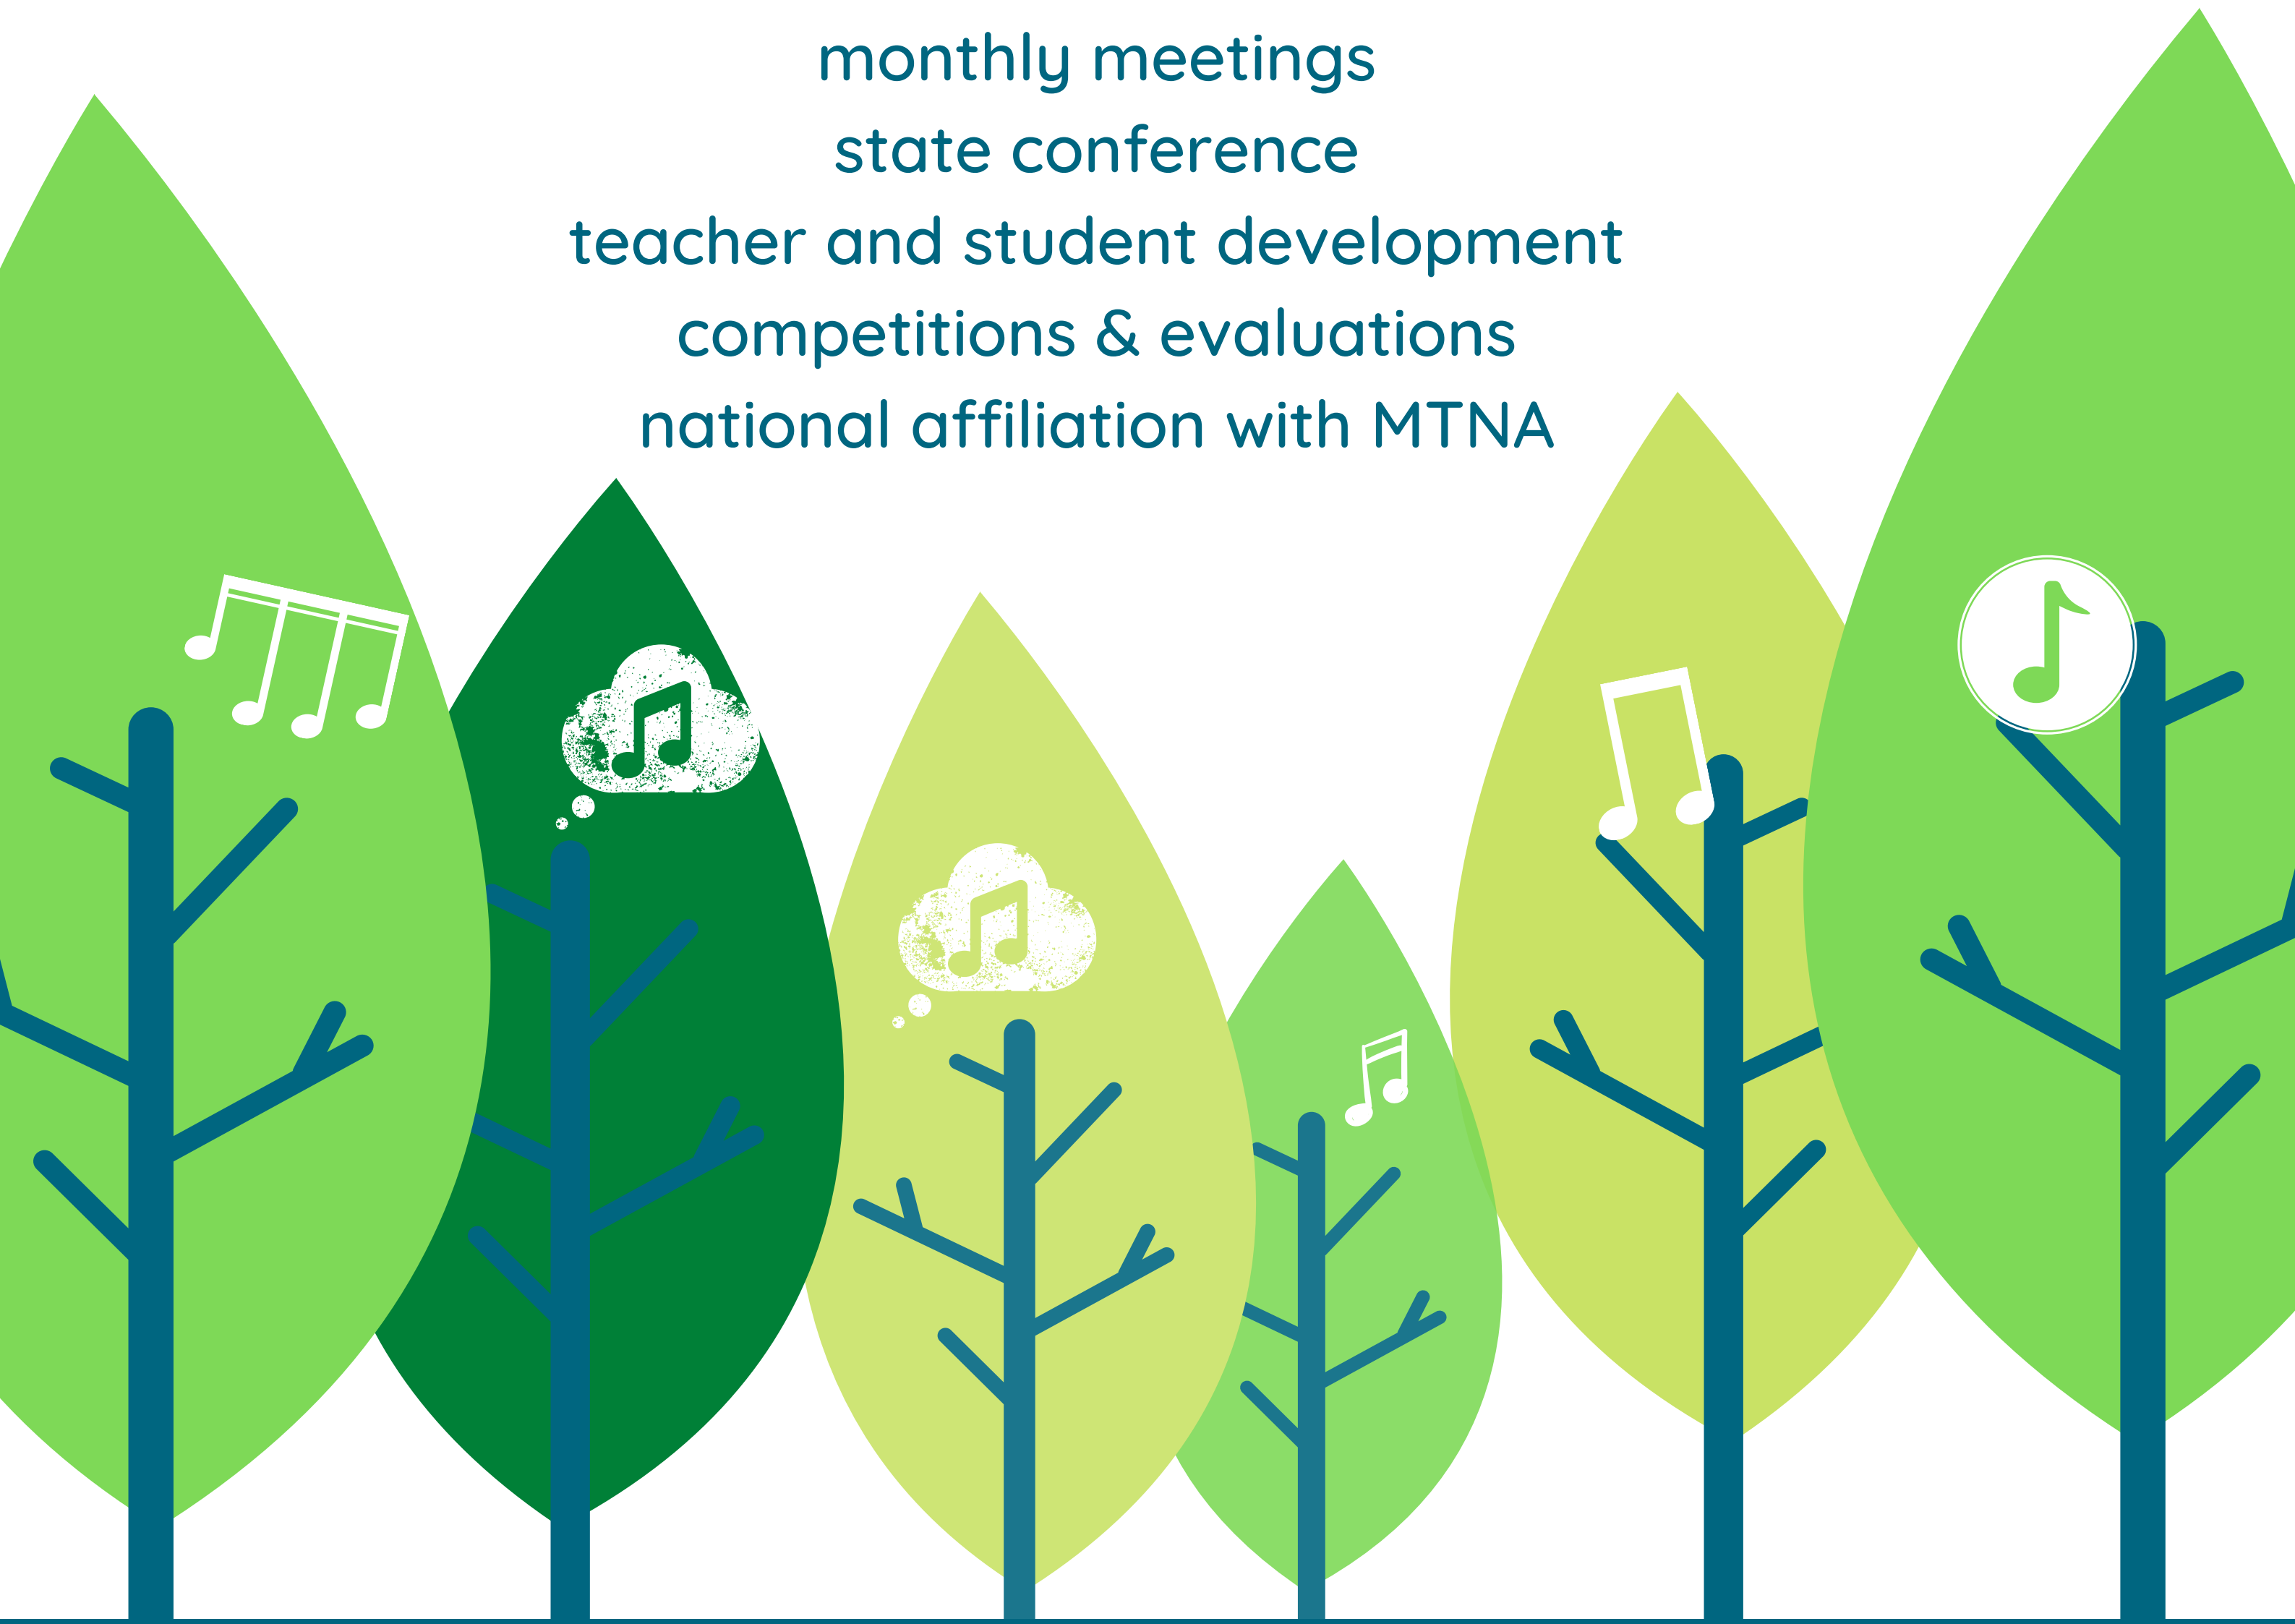 monthly meetings
state conference
teacher and student development
competitions & evaluations
national affiliation with MTNA